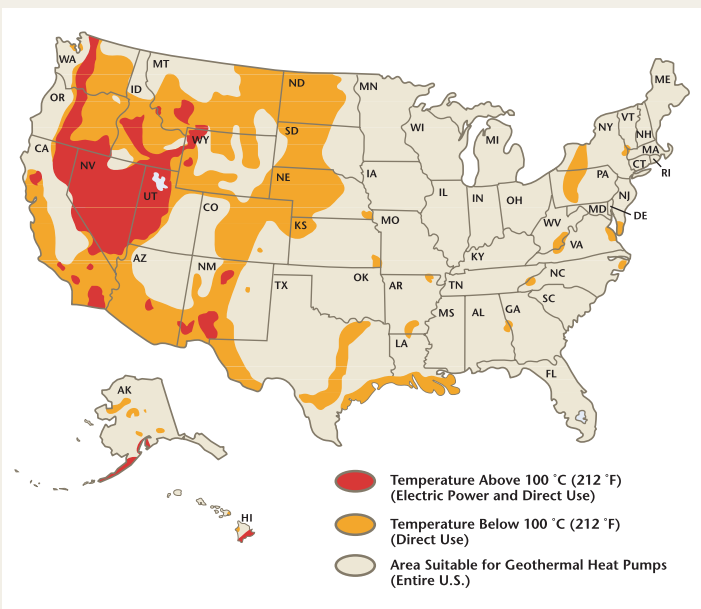 WA
MT
ND
MN
ME
OR
ID
SD
WI
MI
NY
VT
NH
MA
CT
RI
CA
NV
WY
NE
IA
PA
NJ
UT
CO
KS
MO
IL
IN
OH
MD
DE
WV
VA
KY
AZ
NM
TX
OK
AR
TN
NC
SC
MS
AL
GA
LA
FL
AK
HI
Temperature Above 100 ˚C (212 ˚F)
(Electric Power and Direct Use)
Temperature Below 100 ˚C (212 ˚F)
(Direct Use)
Area Suitable for Geothermal Heat Pumps
(Entire U.S.)